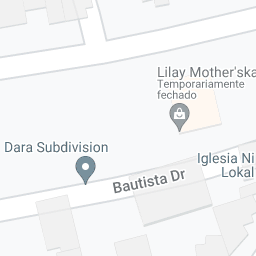 Lilay Mother'ska
Temporariamente
fechado
Iglesia Ni
Lokal
Dara Subdivision
Bautista Dr